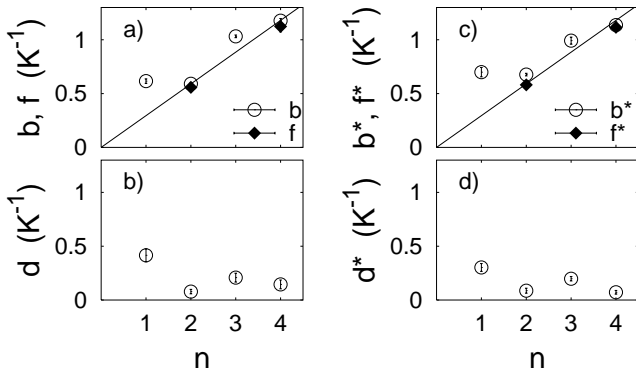 a)
b, f (K⁻¹)
1
0.5
0
b
f
c)
b*, f* (K⁻¹)
1
0.5
0
b*
f*
b)
d (K⁻¹)
1
0.5
0
1 2 3 4
n
d)
d* (K⁻¹)
1
0.5
0
1 2 3 4
n